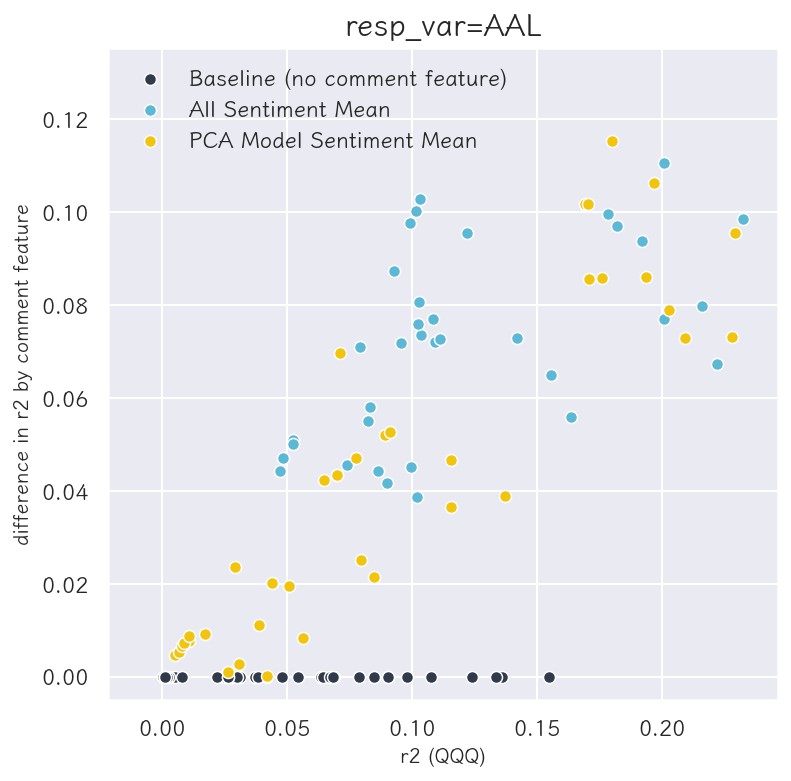 resp_var=AAL
Baseline (no comment feature)
All Sentiment Mean
PCA Model Sentiment Mean
difference in r2 by comment feature
0.12
0.10
0.08
0.06
0.04
0.02
0.00
0.00 0.05 0.10 0.15 0.20
r2 (QQQ)